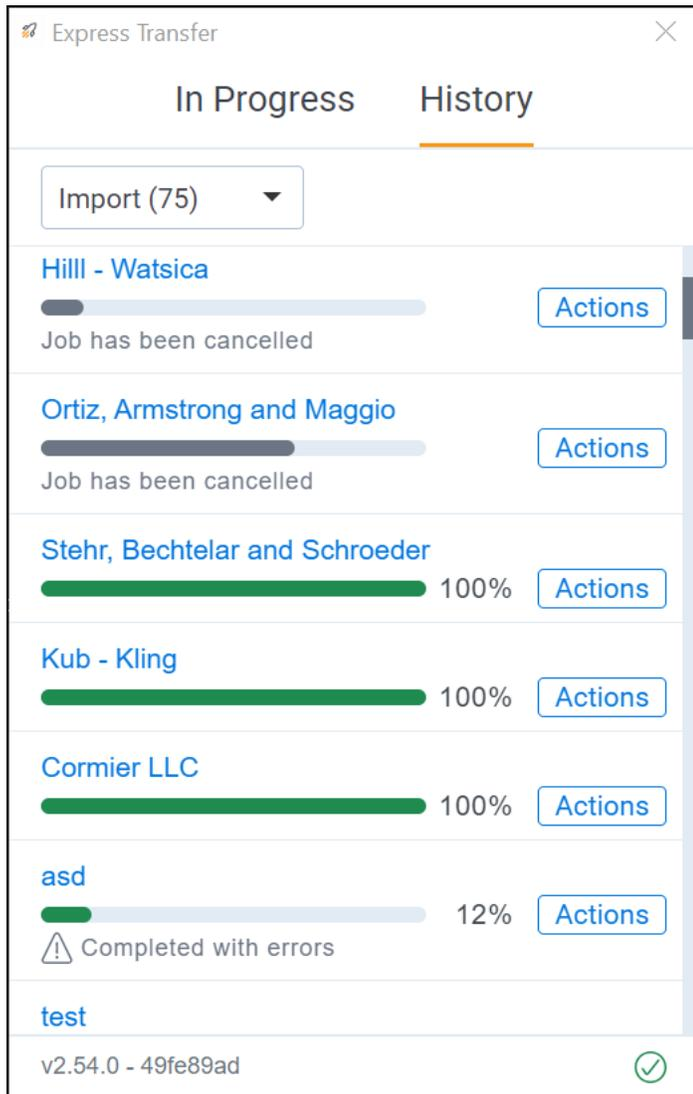 Express Transfer
In Progress History
Import (75)
Hilll - Watsica
Actions
Job has been cancelled
Ortiz, Armstrong and Maggio
Actions
Job has been cancelled
Stehr, Bechtelar and Schroeder
100% Actions
Kub - Kling
100% Actions
Cormier LLC
100% Actions
asd
12% Actions
Completed with errors
test
v2.54.0 - 49fe89ad